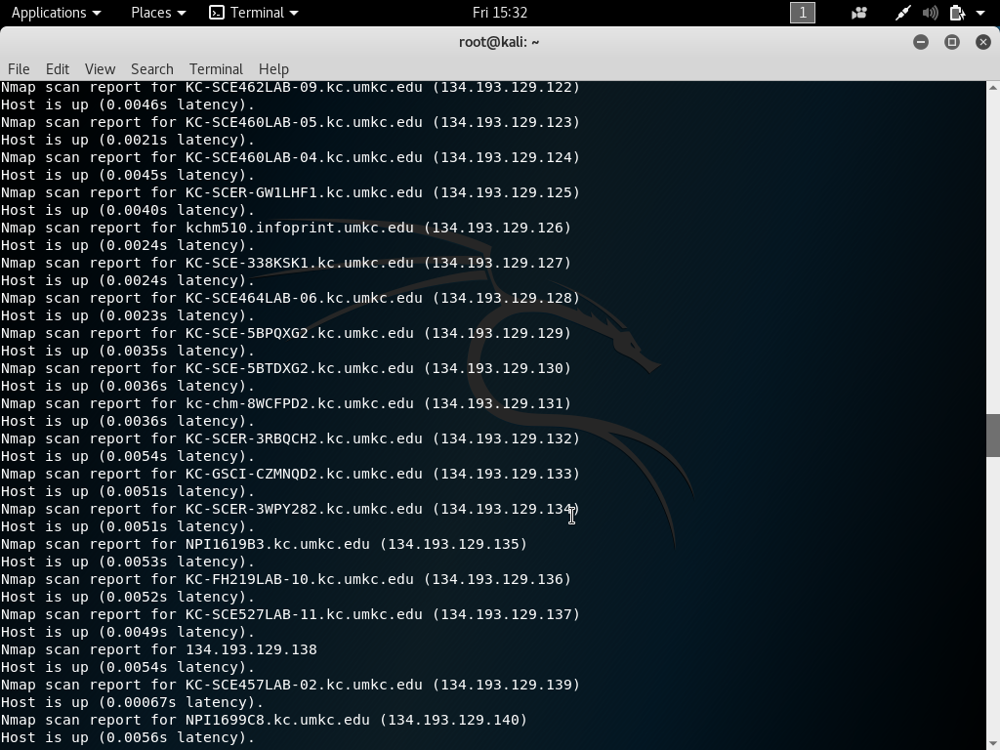 Applications Places Terminal Fri 15:32 1
root@kali: ~
File Edit View Search Terminal Help
Nmap scan report for KC-SCE462LAB-09.kc.umkc.edu (134.193.129.122)
Host is up (0.0046s latency).
Nmap scan report for KC-SCE460LAB-05.kc.umkc.edu (134.193.129.123)
Host is up (0.0021s latency).
Nmap scan report for KC-SCE460LAB-04.kc.umkc.edu (134.193.129.124)
Host is up (0.0045s latency).
Nmap scan report for KC-SCER-GW1LHF1.kc.umkc.edu (134.193.129.125)
Host is up (0.0040s latency).
Nmap scan report for kchm510.infoprint.umkc.edu (134.193.129.126)
Host is up (0.0024s latency).
Nmap scan report for KC-SCE-338KSK1.kc.umkc.edu (134.193.129.127)
Host is up (0.0024s latency).
Nmap scan report for KC-SCE464LAB-06.kc.umkc.edu (134.193.129.128)
Host is up (0.0023s latency).
Nmap scan report for KC-SCE-5BPQXG2.kc.umkc.edu (134.193.129.129)
Host is up (0.0035s latency).
Nmap scan report for KC-SCE-5BTDXG2.kc.umkc.edu (134.193.129.130)
Host is up (0.0036s latency).
Nmap scan report for kc-chm-8WCFPD2.kc.umkc.edu (134.193.129.131)
Host is up (0.0036s latency).
Nmap scan report for KC-SCER-3RBQCH2.kc.umkc.edu (134.193.129.132)
Host is up (0.0054s latency).
Nmap scan report for KC-GSCI-CZMNQD2.kc.umkc.edu (134.193.129.133)
Host is up (0.0051s latency).
Nmap scan report for KC-SCER-3WPY282.kc.umkc.edu (134.193.129.134)
Host is up (0.0051s latency).
Nmap scan report for NPI1619B3.kc.umkc.edu (134.193.129.135)
Host is up (0.0053s latency).
Nmap scan report for KC-FH219LAB-10.kc.umkc.edu (134.193.129.136)
Host is up (0.0052s latency).
Nmap scan report for KC-SCE527LAB-11.kc.umkc.edu (134.193.129.137)
Host is up (0.0049s latency).
Nmap scan report for 134.193.129.138
Host is up (0.0054s latency).
Nmap scan report for KC-SCE457LAB-02.kc.umkc.edu (134.193.129.139)
Host is up (0.00067s latency).
Nmap scan report for NPI1699C8.kc.umkc.edu (134.193.129.140)
Host is up (0.0056s latency).